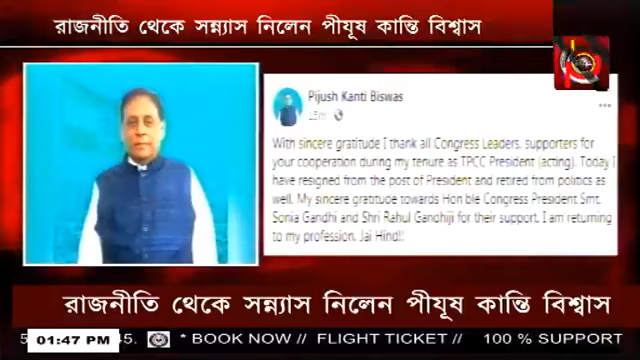 রাজনীতি থেকে সন্ন্যাস নিলেন পীযূষ কান্তি বিশ্বাস
Pijush Kanti Biswas
15m
With sincere gratitude I thank all Congress Leaders, supporters for
your cooperation during my tenure as TPCC President (acting). Today I
have resigned from the post of President and retired from politics as
well. My sincere gratitude towards Hon'ble Congress President Smt.
Sonia Gandhi and Shri Rahul Gandhiji for their support. I am returning
to my profession. Jai Hind!!
রাজনীতি থেকে সন্ন্যাস নিলেন পীযূষ কান্তি বিশ্বাস
01:47 PM 45. * BOOK NOW // FLIGHT TICKET // 100 % SUPPORT